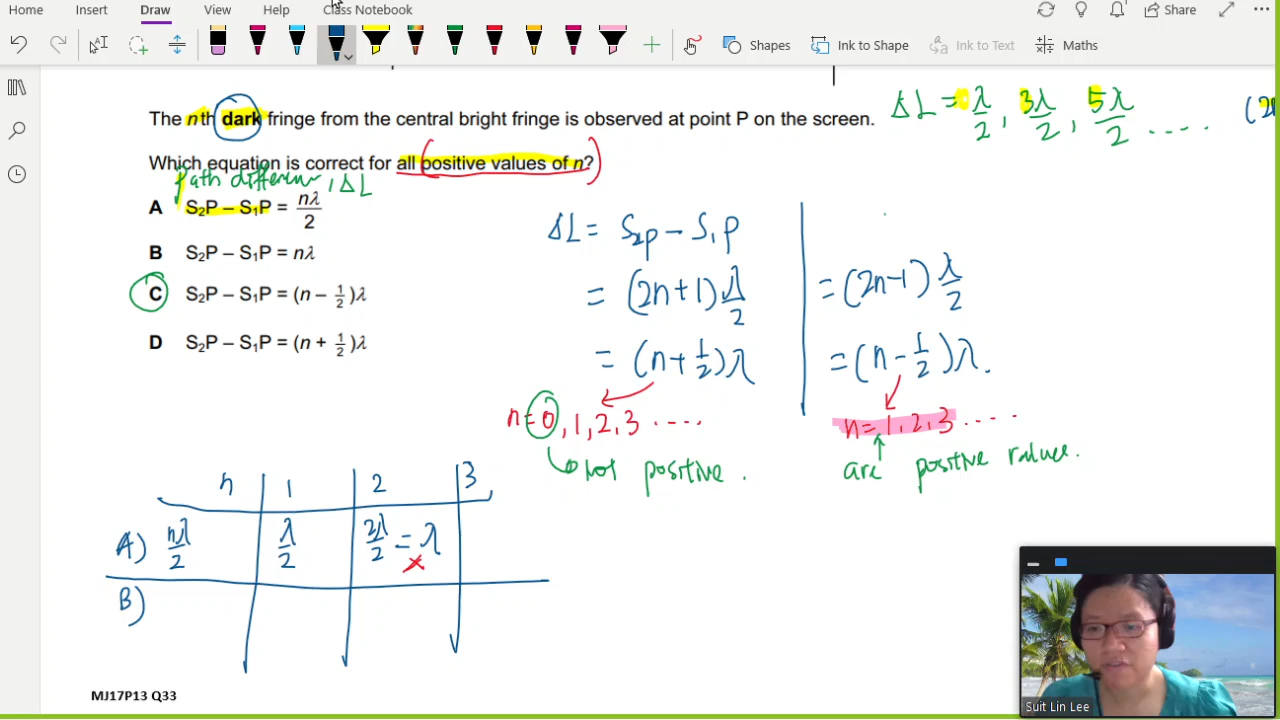 Home Insert Draw View Help Class Notebook Share
Shapes Ink to Shape Ink to Text Maths
The nth dark fringe from the central bright fringe is observed at point P on the screen.
ΔL = λ/2, 3λ/2, 5λ/2 ....
Which equation is correct for all positive values of n?
Path difference, ΔL
A S₂P – S₁P = nλ/2
B S₂P – S₁P = nλ
C S₂P – S₁P = (n – 1/2)λ
D S₂P – S₁P = (n + 1/2)λ
ΔL = S₂P – S₁P
= (2n+1) λ/2
= (n + 1/2)λ
n = 0, 1, 2, 3 ....
not positive.
= (2n-1) λ/2
= (n - 1/2)λ.
n = 1, 2, 3 ....
are positive values.
n 1 2 3
A) nλ/2 λ/2 2λ/2 = λ ×
B)
MJ17P13 Q33
Suit Lin Lee